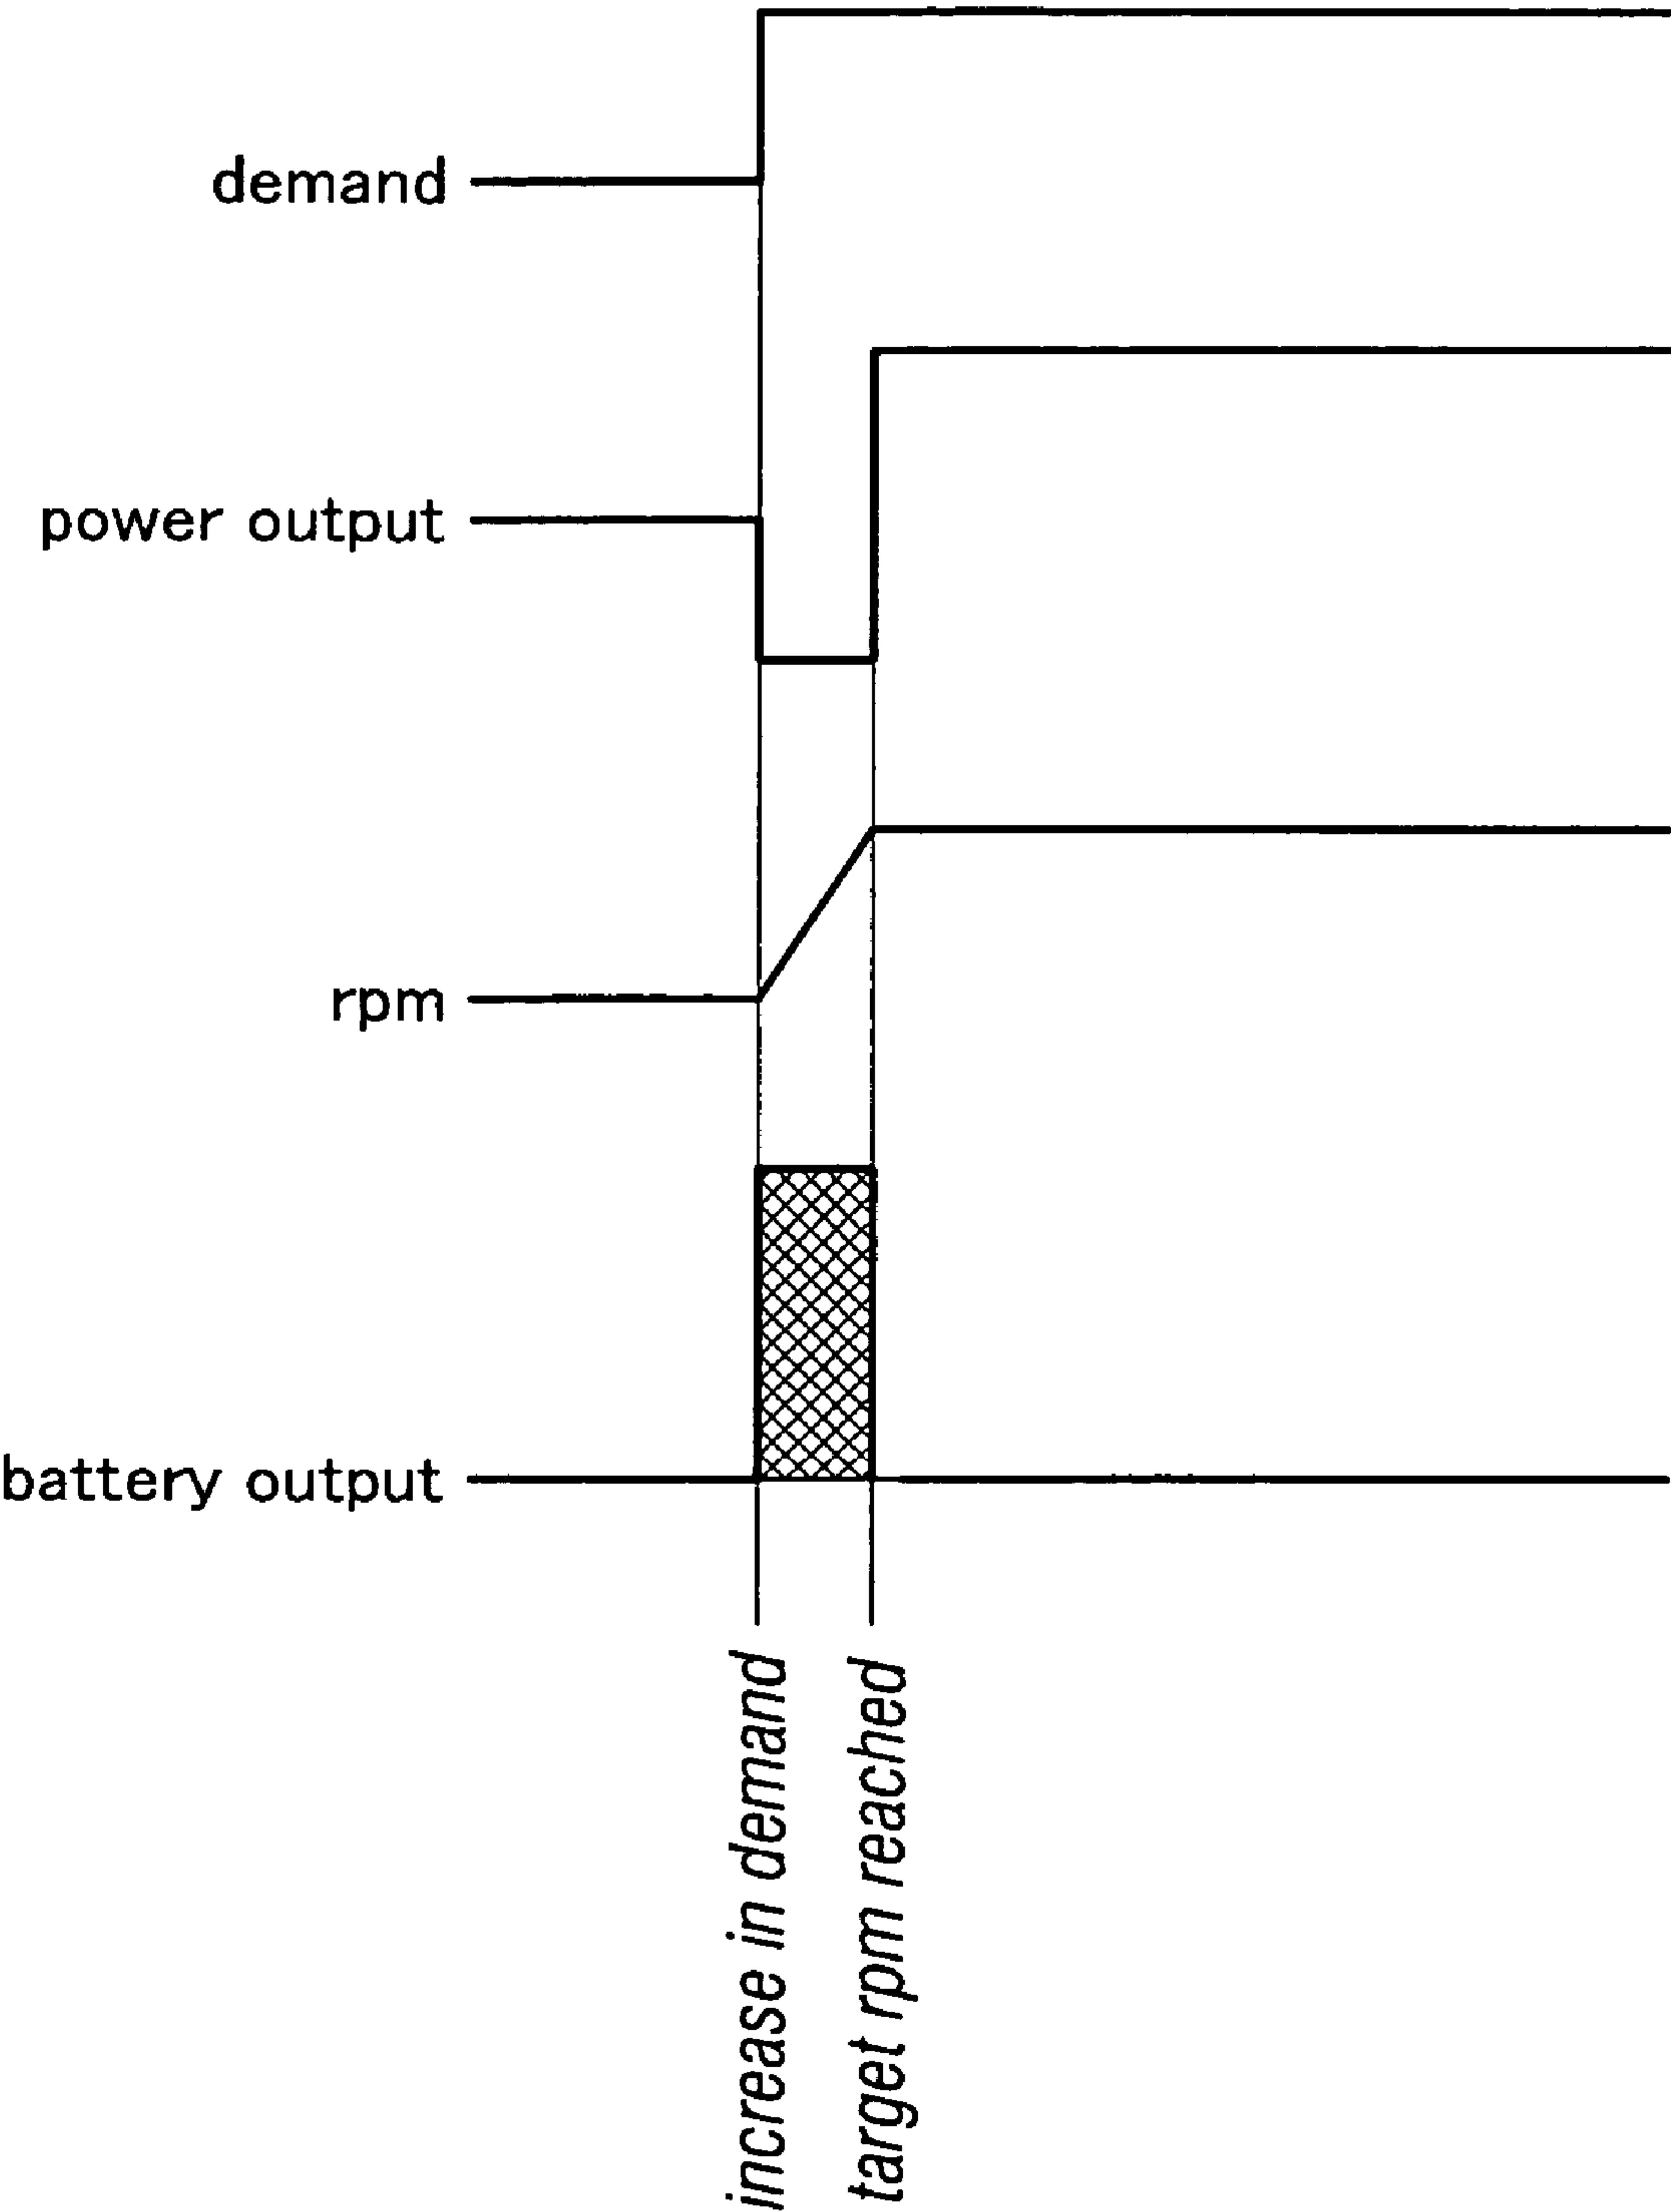 demand
power output
rpm
battery output
increase in demand
target rpm reached